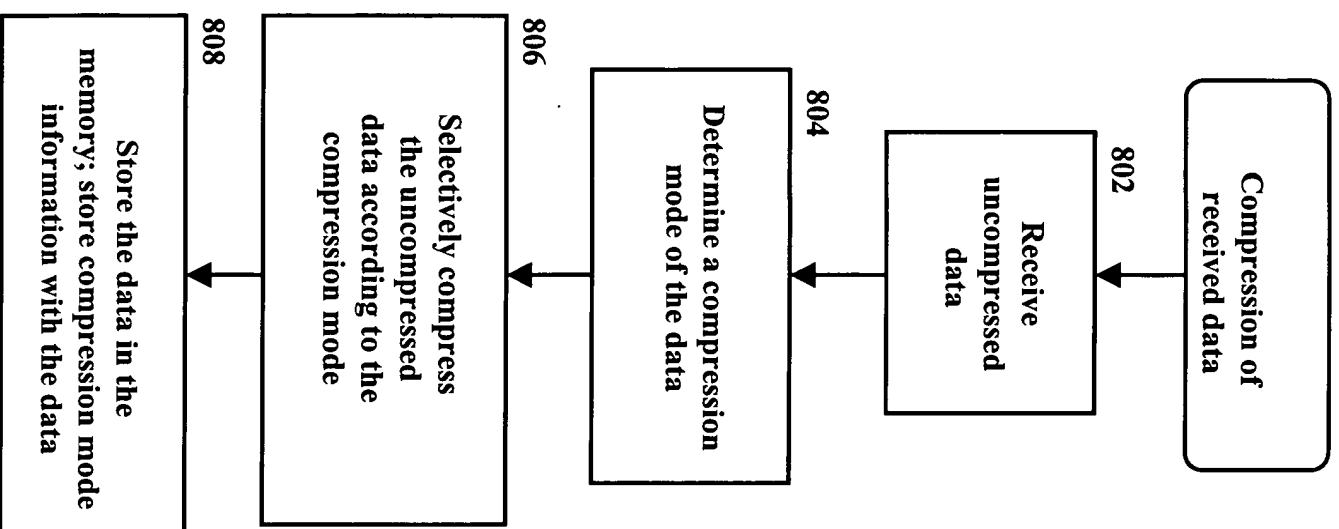 Compression of
received data
802
Receive
uncompressed
data
804
Determine a compression
mode of the data
806
Selectively compress
the uncompressed
data according to the
compression mode
808
Store the data in the
memory; store compression mode
information with the data